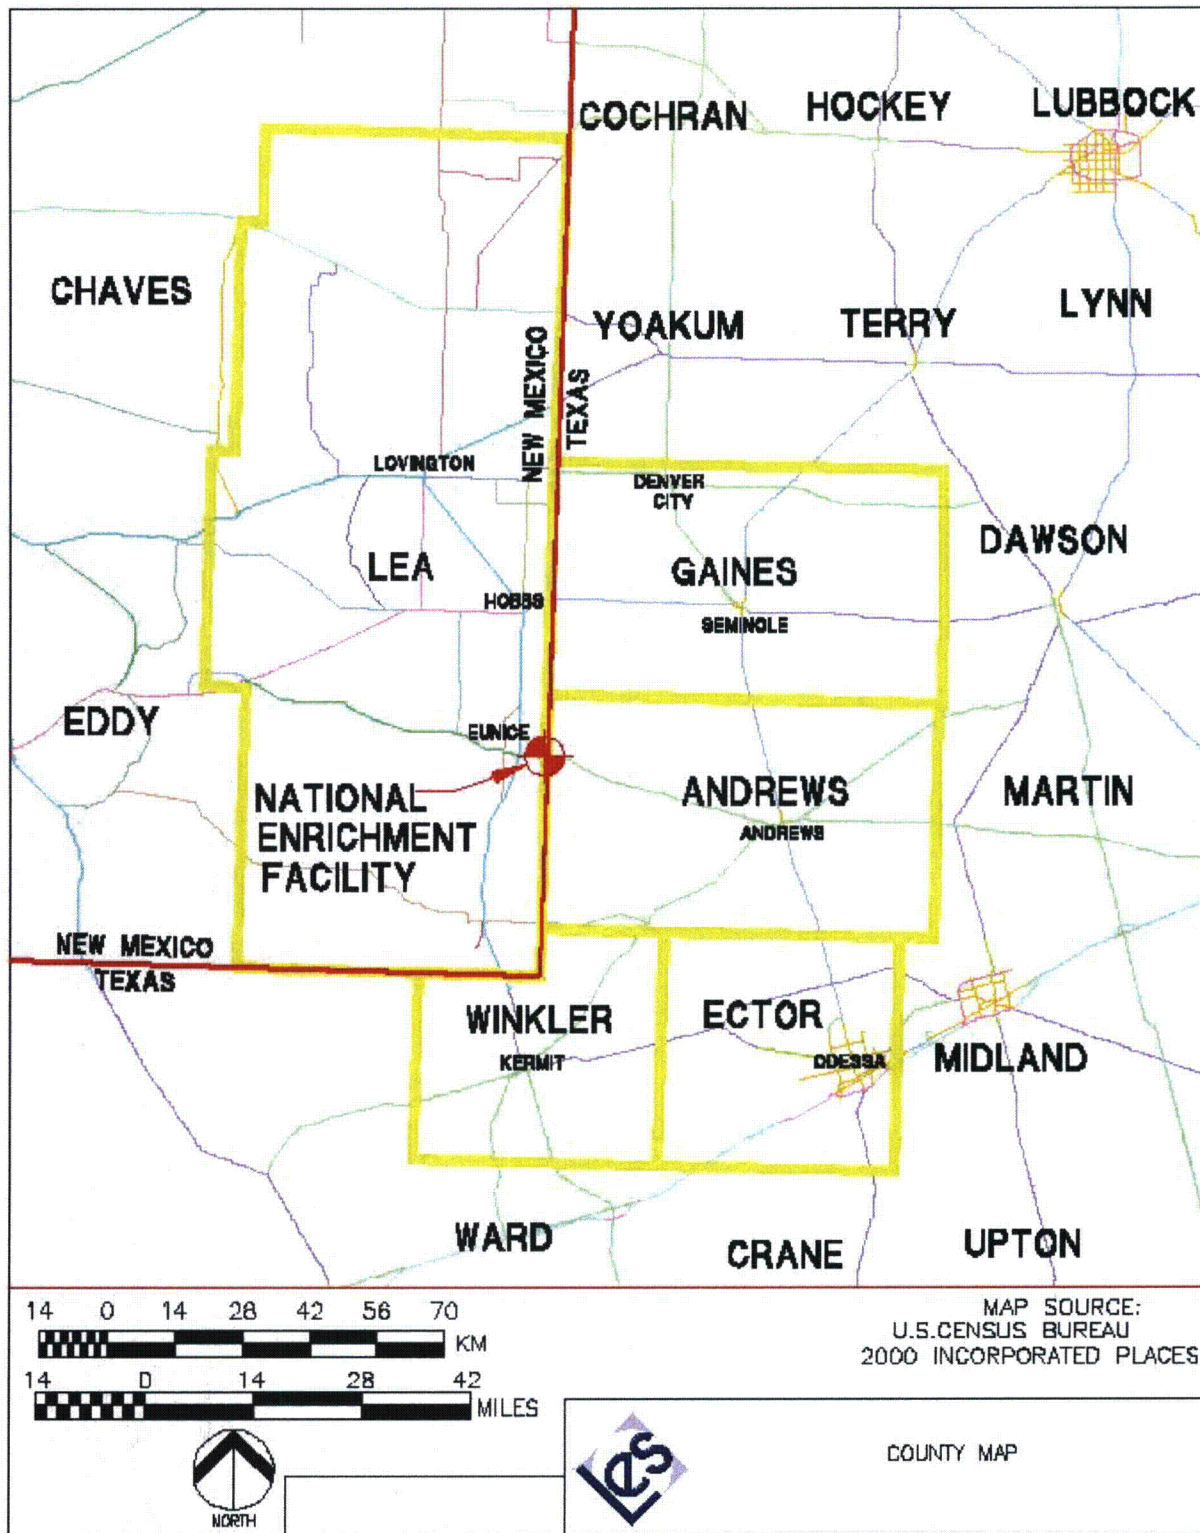 COCHRAN
HOCKEY
LUBBOCK
CHAVES
YOAKUM
TERRY
LYNN
NEW MEXICO
TEXAS
LOVINGTON
DENVER
CITY
LEA
GAINES
DAWSON
HOBBS
SEMINOLE
EDDY
EUNICE
NATIONAL
ENRICHMENT
FACILITY
ANDREWS
ANDREWS
MARTIN
NEW MEXICO
TEXAS
WINKLER
KERMIT
ECTOR
ODESSA
MIDLAND
WARD
CRANE
UPTON
14 0 14 28 42 56 70
KM
14 0 14 28 42
MILES
NORTH
MAP SOURCE:
U.S.CENSUS BUREAU
2000 INCORPORATED PLACES
LES
COUNTY MAP